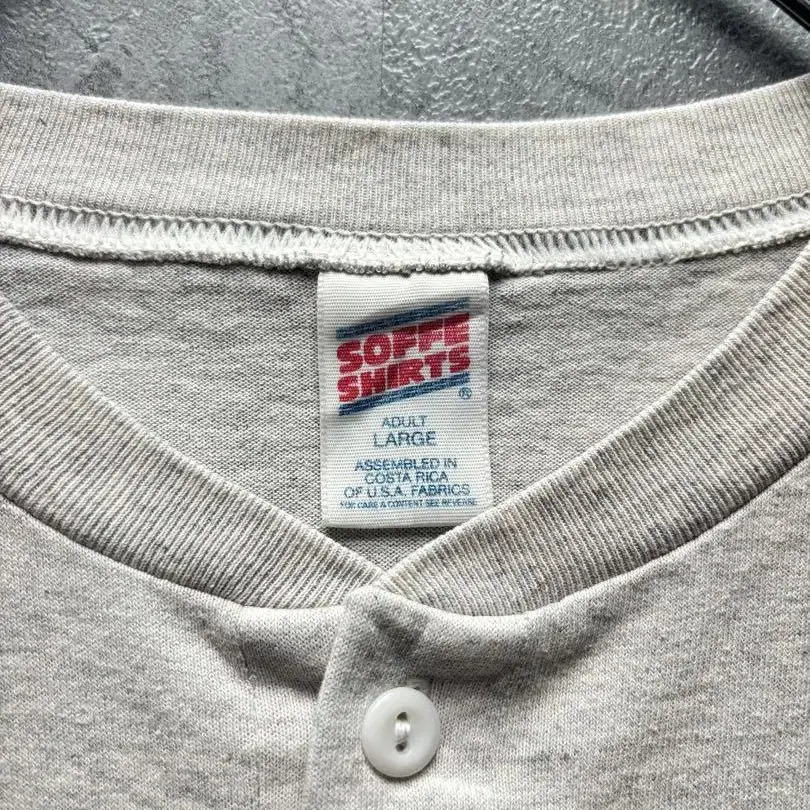 SOFFE
SHIRTS
®
ADULT
LARGE
ASSEMBLED IN
COSTA RICA
OF U.S.A. FABRICS
FOR CARE & CONTENT SEE REVERSE